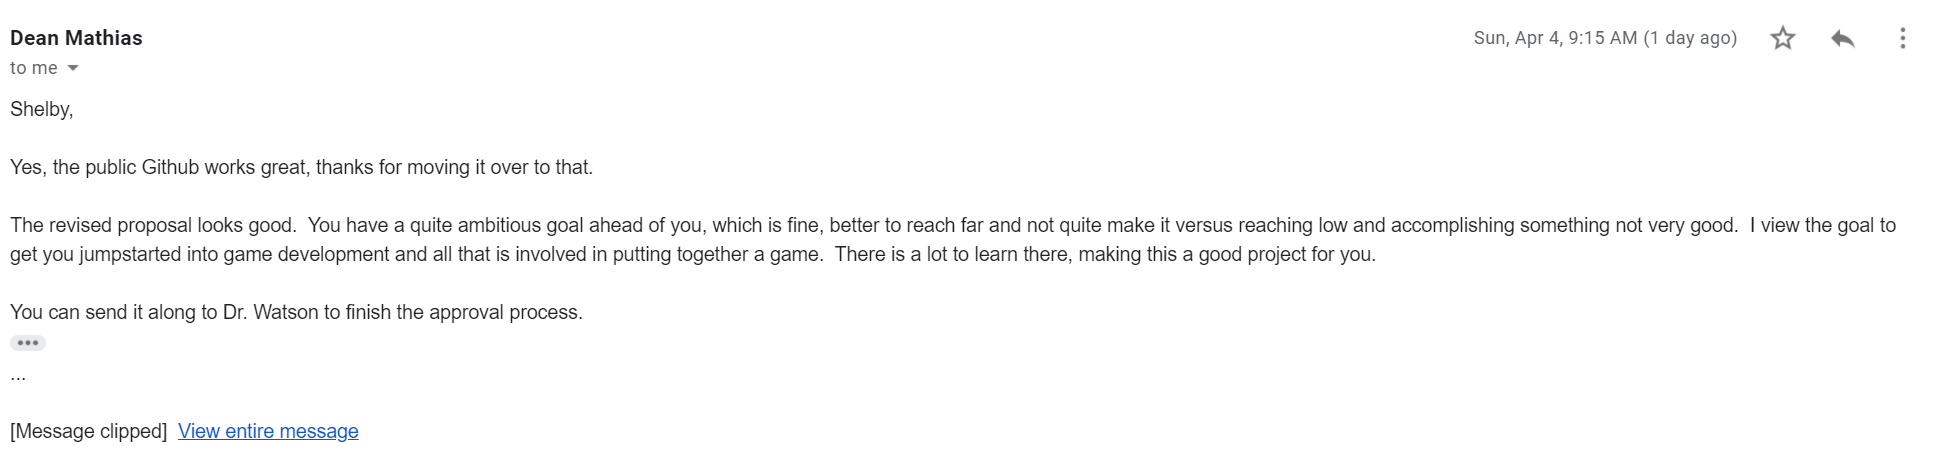 Dean Mathias
Sun, Apr 4, 9:15 AM (1 day ago)
to me
Shelby,
Yes, the public Github works great, thanks for moving it over to that.
The revised proposal looks good.  You have a quite ambitious goal ahead of you, which is fine, better to reach far and not quite make it versus reaching low and accomplishing something not very good.  I view the goal to
get you jumpstarted into game development and all that is involved in putting together a game.  There is a lot to learn there, making this a good project for you.
You can send it along to Dr. Watson to finish the approval process.
...
[Message clipped]  View entire message